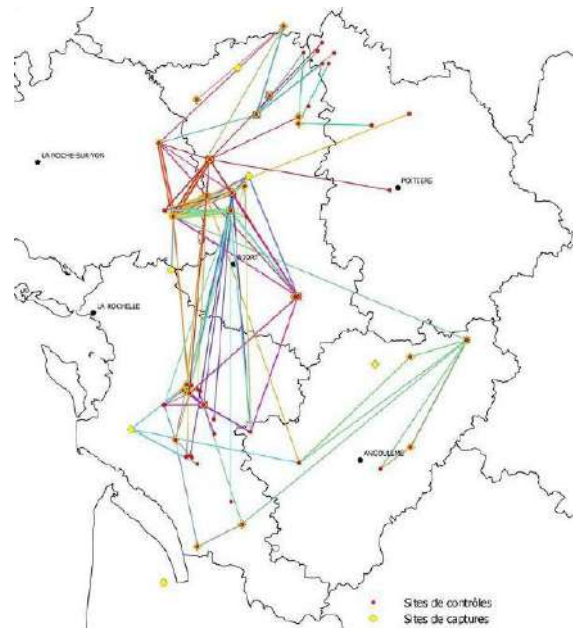 LA ROCHE-SUR-YON
POITIERS
NIORT
LA ROCHELLE
ANGOULEME
Sites de contrôles
Sites de captures